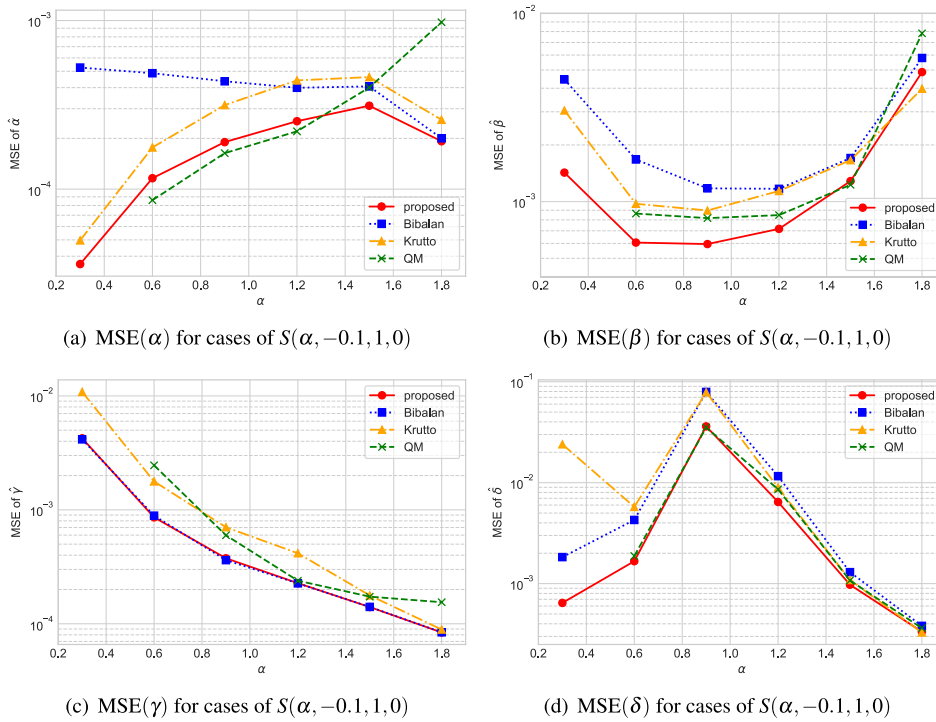 10⁻³
10⁻⁴
MSE of α̂
0.2 0.4 0.6 0.8 1.0 1.2 1.4 1.6 1.8
α
proposed
Bibalan
Krutto
QM
(a) MSE(α) for cases of S(α, −0.1, 1, 0)
10⁻²
10⁻³
MSE of β̂
0.2 0.4 0.6 0.8 1.0 1.2 1.4 1.6 1.8
α
proposed
Bibalan
Krutto
QM
(b) MSE(β) for cases of S(α, −0.1, 1, 0)
10⁻²
10⁻³
10⁻⁴
MSE of γ̂
0.2 0.4 0.6 0.8 1.0 1.2 1.4 1.6 1.8
α
proposed
Bibalan
Krutto
QM
(c) MSE(γ) for cases of S(α, −0.1, 1, 0)
10⁻¹
10⁻²
10⁻³
MSE of δ̂
0.2 0.4 0.6 0.8 1.0 1.2 1.4 1.6 1.8
α
proposed
Bibalan
Krutto
QM
(d) MSE(δ) for cases of S(α, −0.1, 1, 0)